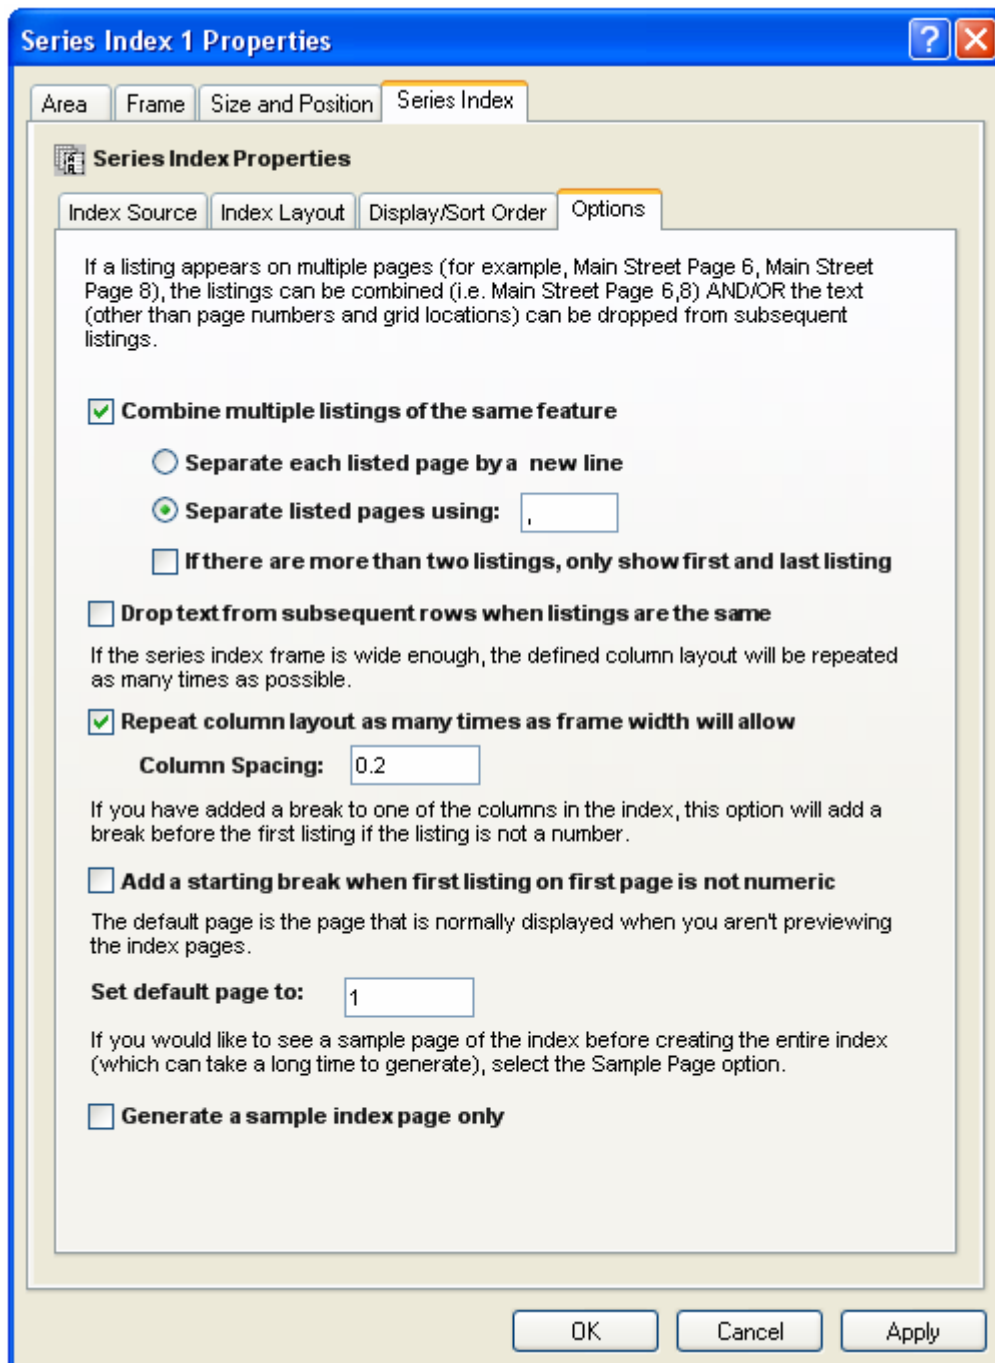 Series Index 1 Properties
?
Area Frame Size and Position Series Index
Series Index Properties
Index Source Index Layout Display/Sort Order Options
If a listing appears on multiple pages (for example, Main Street Page 6, Main Street
Page 8), the listings can be combined (i.e. Main Street Page 6,8) AND/OR the text
(other than page numbers and grid locations) can be dropped from subsequent
listings.
Combine multiple listings of the same feature
Separate each listed page by a new line
Separate listed pages using: ,
If there are more than two listings, only show first and last listing
Drop text from subsequent rows when listings are the same
If the series index frame is wide enough, the defined column layout will be repeated
as many times as possible.
Repeat column layout as many times as frame width will allow
Column Spacing: 0.2
If you have added a break to one of the columns in the index, this option will add a
break before the first listing if the listing is not a number.
Add a starting break when first listing on first page is not numeric
The default page is the page that is normally displayed when you aren't previewing
the index pages.
Set default page to: 1
If you would like to see a sample page of the index before creating the entire index
(which can take a long time to generate), select the Sample Page option.
Generate a sample index page only
OK Cancel Apply